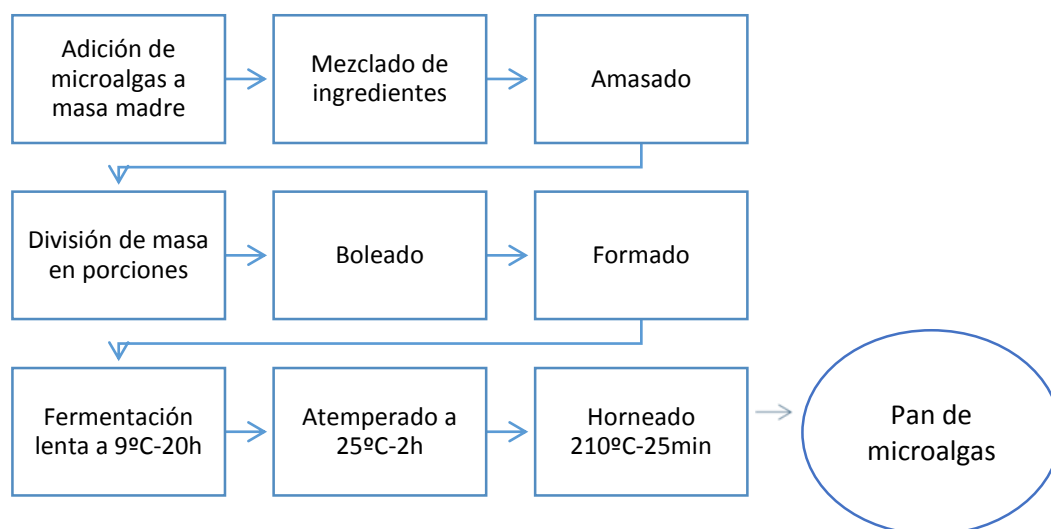 Adición de
microalgas a
masa madre
Mezclado de
ingredientes
Amasado
División de masa
en porciones
Boleado
Formado
Fermentación
lenta a 9ºC-20h
Atemperado a
25ºC-2h
Horneado
210ºC-25min
Pan de
microalgas